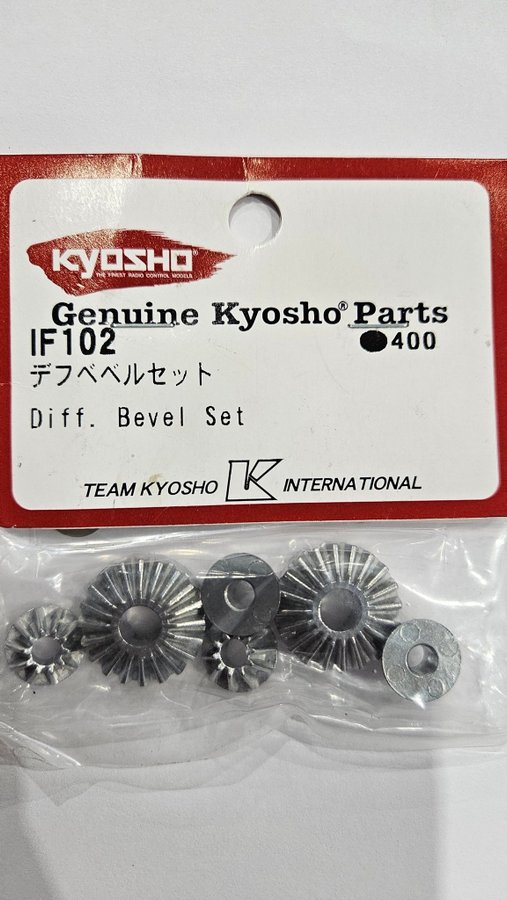 KYOSHO®
THE FINEST RADIO CONTROL MODELS
Genuine Kyosho® Parts
IF102 ●400
デフベベルセット
Diff. Bevel Set
TEAM KYOSHO K INTERNATIONAL